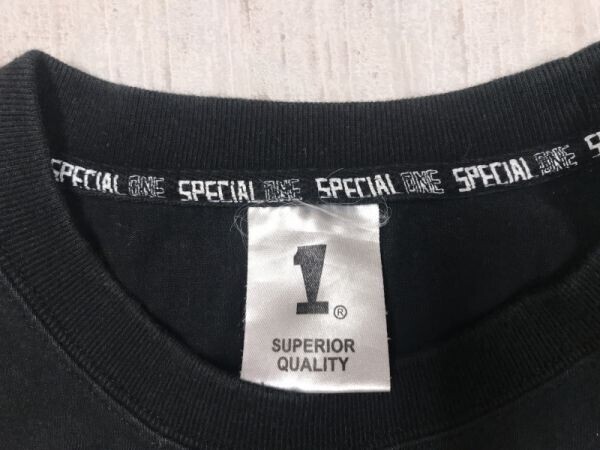 SPECIAL ONE SPECIAL ONE SPECIAL ONE SPECIAL ONE S
1®
SUPERIOR
QUALITY